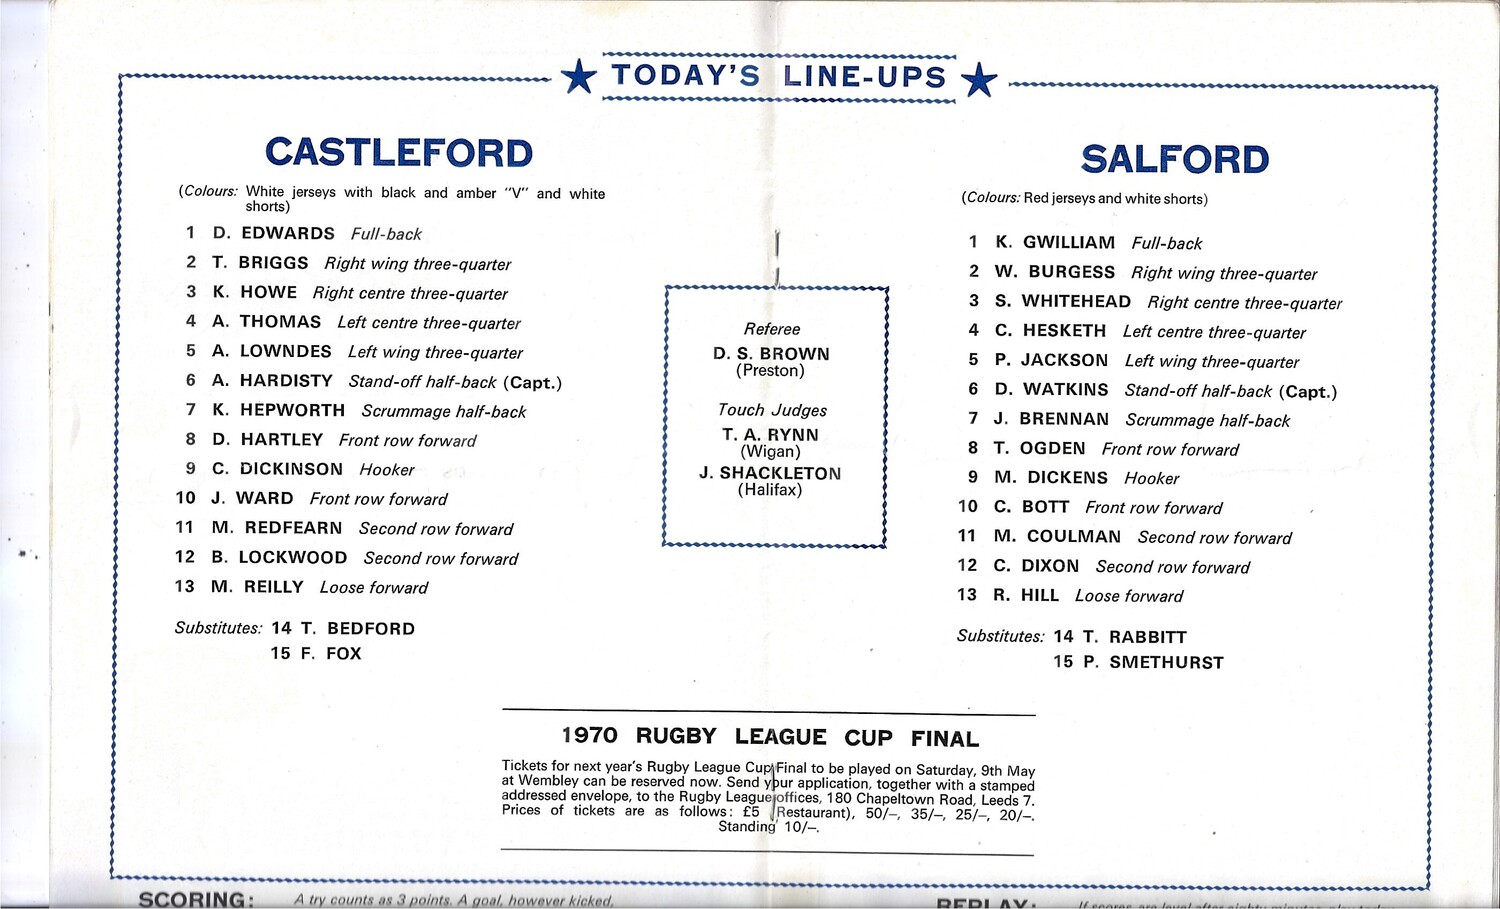 TODAY'S LINE-UPS
CASTLEFORD
(Colours: White jerseys with black and amber "V" and white
shorts)
1 D. EDWARDS Full-back
2 T. BRIGGS Right wing three-quarter
3 K. HOWE Right centre three-quarter
4 A. THOMAS Left centre three-quarter
5 A. LOWNDES Left wing three-quarter
6 A. HARDISTY Stand-off half-back (Capt.)
7 K. HEPWORTH Scrummage half-back
8 D. HARTLEY Front row forward
9 C. DICKINSON Hooker
10 J. WARD Front row forward
11 M. REDFEARN Second row forward
12 B. LOCKWOOD Second row forward
13 M. REILLY Loose forward
Substitutes: 14 T. BEDFORD
15 F. FOX
Referee
D. S. BROWN
(Preston)
Touch Judges
T. A. RYNN
(Wigan)
J. SHACKLETON
(Halifax)
SALFORD
(Colours: Red jerseys and white shorts)
1 K. GWILLIAM Full-back
2 W. BURGESS Right wing three-quarter
3 S. WHITEHEAD Right centre three-quarter
4 C. HESKETH Left centre three-quarter
5 P. JACKSON Left wing three-quarter
6 D. WATKINS Stand-off half-back (Capt.)
7 J. BRENNAN Scrummage half-back
8 T. OGDEN Front row forward
9 M. DICKENS Hooker
10 C. BOTT Front row forward
11 M. COULMAN Second row forward
12 C. DIXON Second row forward
13 R. HILL Loose forward
Substitutes: 14 T. RABBITT
15 P. SMETHURST
1970 RUGBY LEAGUE CUP FINAL
Tickets for next year's Rugby League Cup Final to be played on Saturday, 9th May
at Wembley can be reserved now. Send your application, together with a stamped
addressed envelope, to the Rugby League offices, 180 Chapeltown Road, Leeds 7.
Prices of tickets are as follows: £5 (Restaurant), 50/–, 35/–, 25/–, 20/–.
Standing 10/–.
SCORING: A try counts as 3 points. A goal, however kicked,
REPLAY: If scores are level after eighty minutes play today